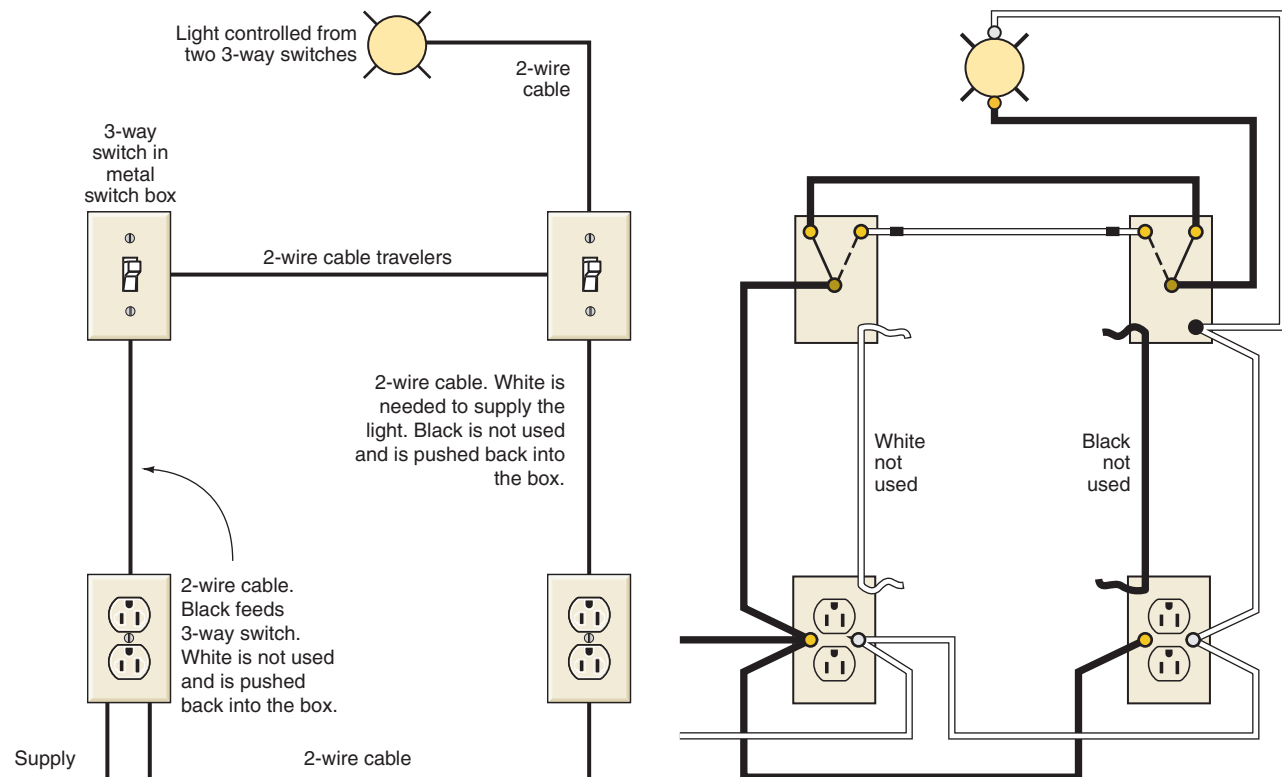 Light controlled from
two 3-way switches
2-wire
cable
3-way
switch in
metal
switch box
2-wire cable travelers
2-wire cable. White is
needed to supply the
light. Black is not used
and is pushed back into
the box.
2-wire cable.
Black feeds
3-way switch.
White is not used
and is pushed
back into the box.
Supply
2-wire cable
White
not
used
Black
not
used